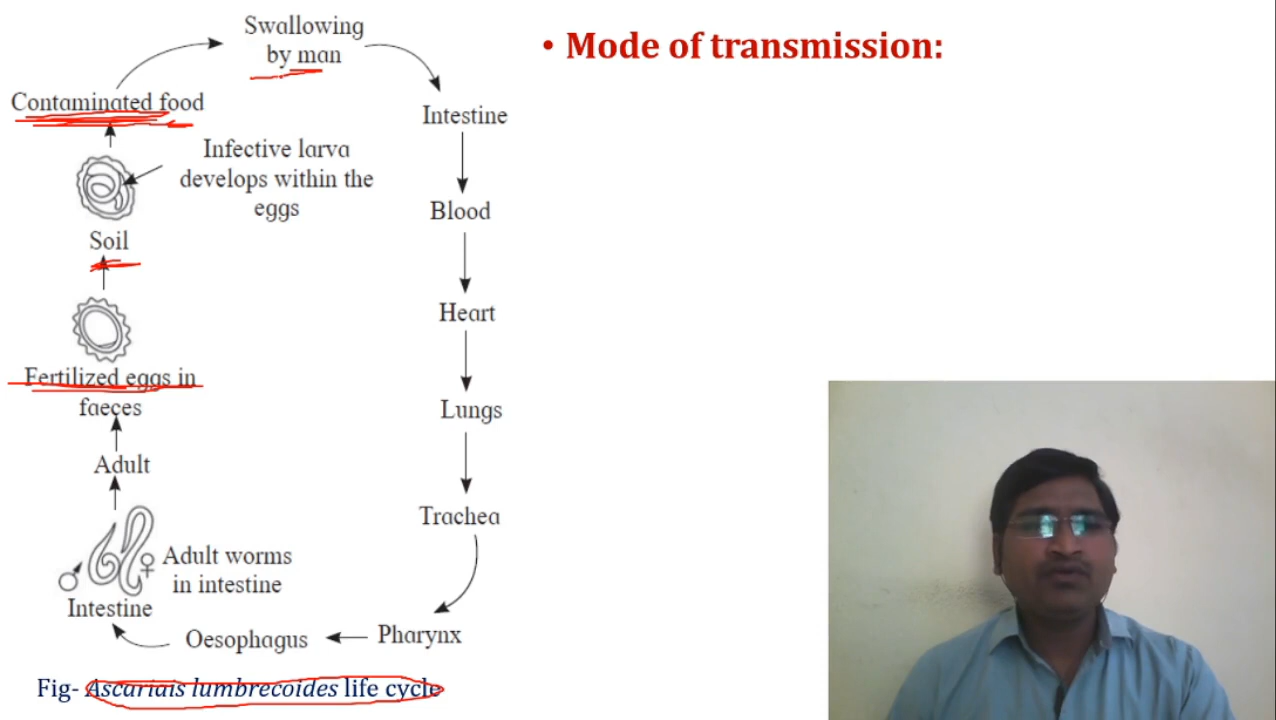 Swallowing
by man
• Mode of transmission:
Contaminated food
Intestine
Infective larva
develops within the
eggs
Blood
Soil
Heart
Fertilized eggs in
faeces
Lungs
Adult
Trachea
Adult worms
in intestine
Intestine
Oesophagus
Pharynx
Fig- Ascariais lumbrecoides life cycle